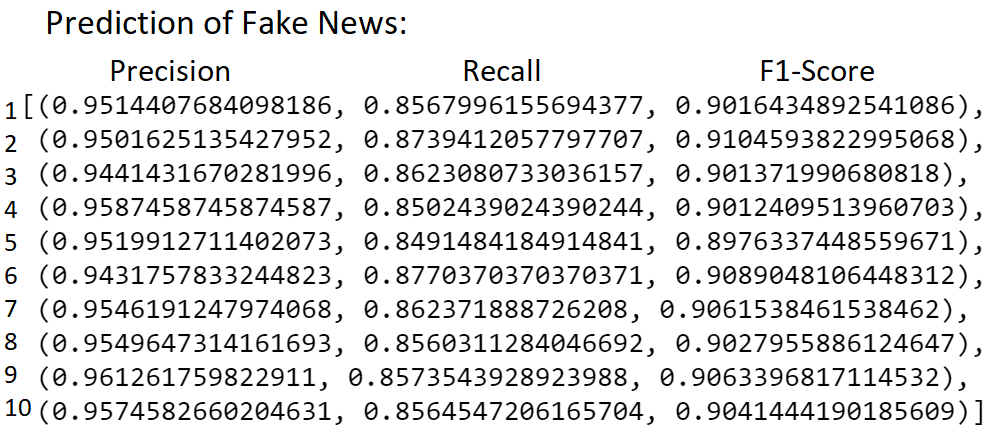 Prediction of Fake News:
Precision Recall F1-Score
1 [(0.9514407684098186, 0.8567996155694377, 0.9016434892541086),
2 (0.9501625135427952, 0.8739412057797707, 0.9104593822995068),
3 (0.9441431670281996, 0.8623080733036157, 0.901371990680818),
4 (0.9587458745874587, 0.8502439024390244, 0.9012409513960703),
5 (0.9519912711402073, 0.8491484184914841, 0.8976337448559671),
6 (0.9431757833244823, 0.8770370370370371, 0.9089048106448312),
7 (0.9546191247974068, 0.862371888726208, 0.9061538461538462),
8 (0.9549647314161693, 0.8560311284046692, 0.9027955886124647),
9 (0.961261759822911, 0.8573543928923988, 0.9063396817114532),
10 (0.9574582660204631, 0.8564547206165704, 0.9041444190185609)]